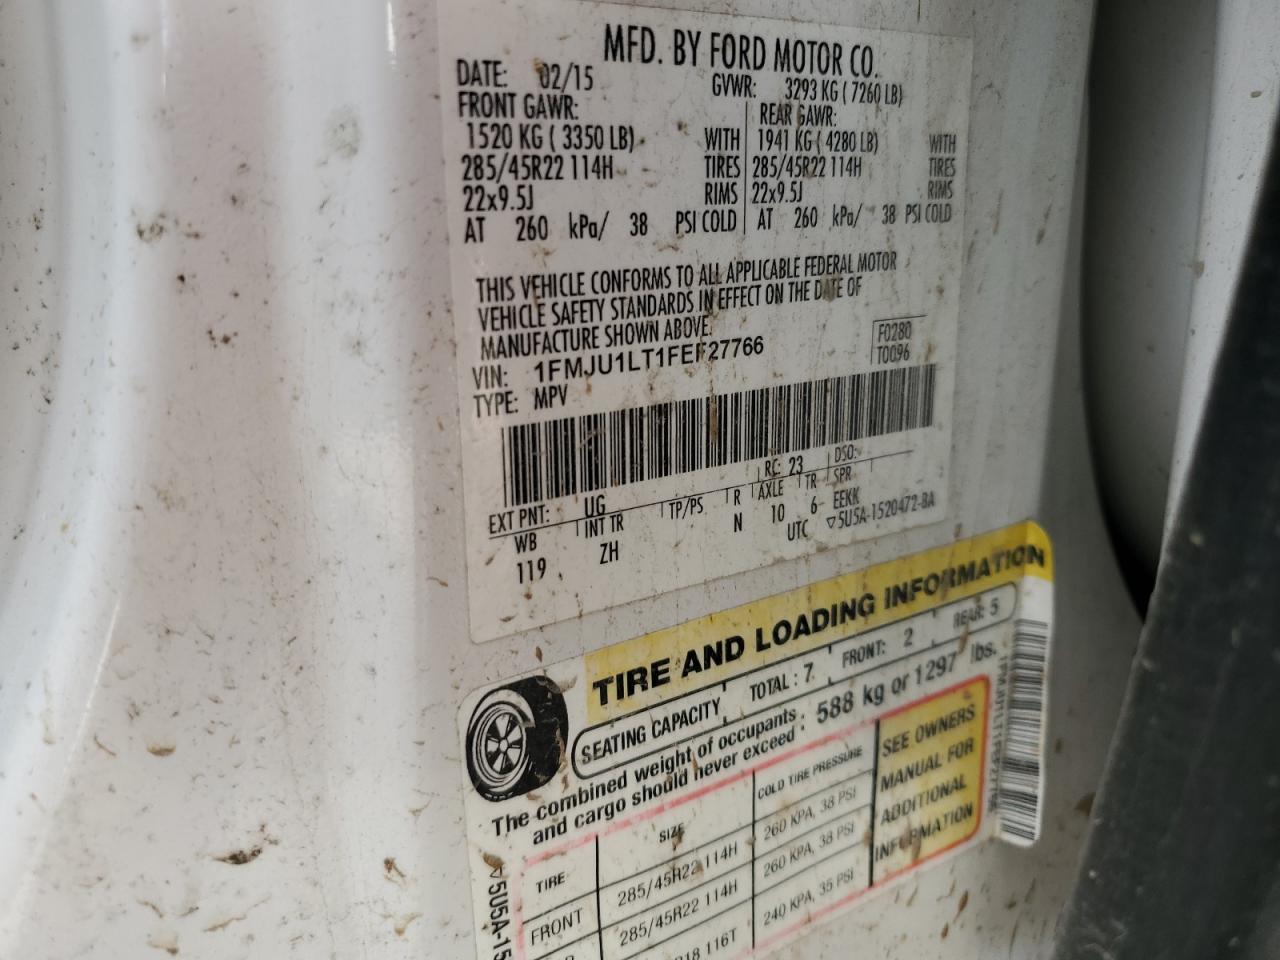 MFD. BY FORD MOTOR CO.
DATE: 02/15 GVWR: 3293 KG ( 7260 LB)
FRONT GAWR: REAR GAWR:
1520 KG ( 3350 LB) WITH 1941 KG ( 4280 LB) WITH
285/45R22 114H TIRES 285/45R22 114H TIRES
22x9.5J RIMS 22x9.5J RIMS
AT 260 kPa/ 38 PSI COLD AT 260 kPa/ 38 PSI COLD
THIS VEHICLE CONFORMS TO ALL APPLICABLE FEDERAL MOTOR
VEHICLE SAFETY STANDARDS IN EFFECT ON THE DATE OF
MANUFACTURE SHOWN ABOVE.
F0280
VIN: 1FMJU1LT1FEF27766
T0096
TYPE: MPV
EXT PNT: UG RC: 23 DSO:
WB INT TR TP/PS R AXLE TR SPR
119 ZH N 10 6 EEKK
UTC 5U5A-1520472-BA
TIRE AND LOADING INFORMATION
SEATING CAPACITY TOTAL : 7 FRONT: 2 REAR: 5
The combined weight of occupants
and cargo should never exceed : 588 kg or 1297 lbs.
TIRE SIZE COLD TIRE PRESSURE
FRONT 285/45R22 114H 260 KPA, 38 PSI
285/45R22 114H 260 KPA, 38 PSI
R18 116T 240 KPA, 35 PSI
SEE OWNERS
MANUAL FOR
ADDITIONAL
INFORMATION
5U5A-15